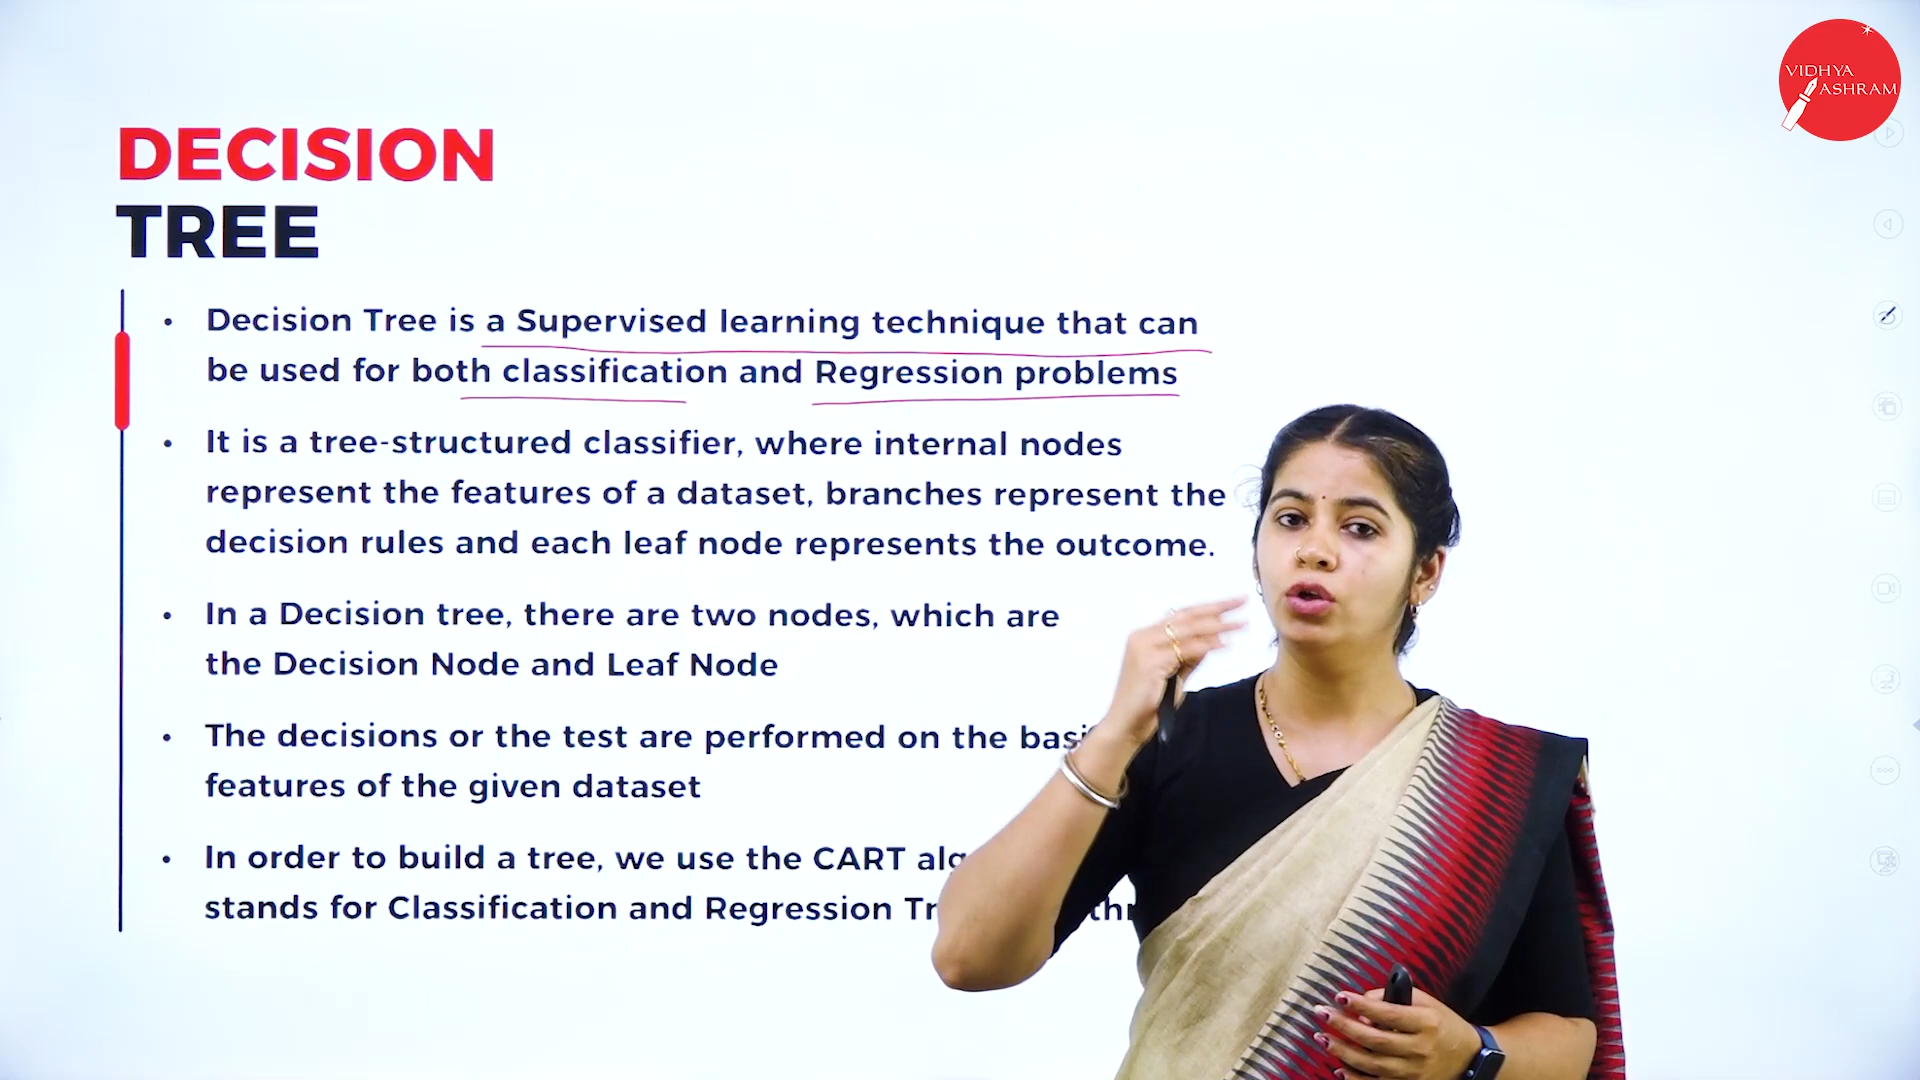 VIDHYA
ASHRAM
DECISION
TREE
• Decision Tree is a Supervised learning technique that can
be used for both classification and Regression problems
• It is a tree-structured classifier, where internal nodes
represent the features of a dataset, branches represent the
decision rules and each leaf node represents the outcome.
• In a Decision tree, there are two nodes, which are
the Decision Node and Leaf Node
• The decisions or the test are performed on the
features of the given dataset
• In order to build a tree, we use the CART
stands for Classification and Regression